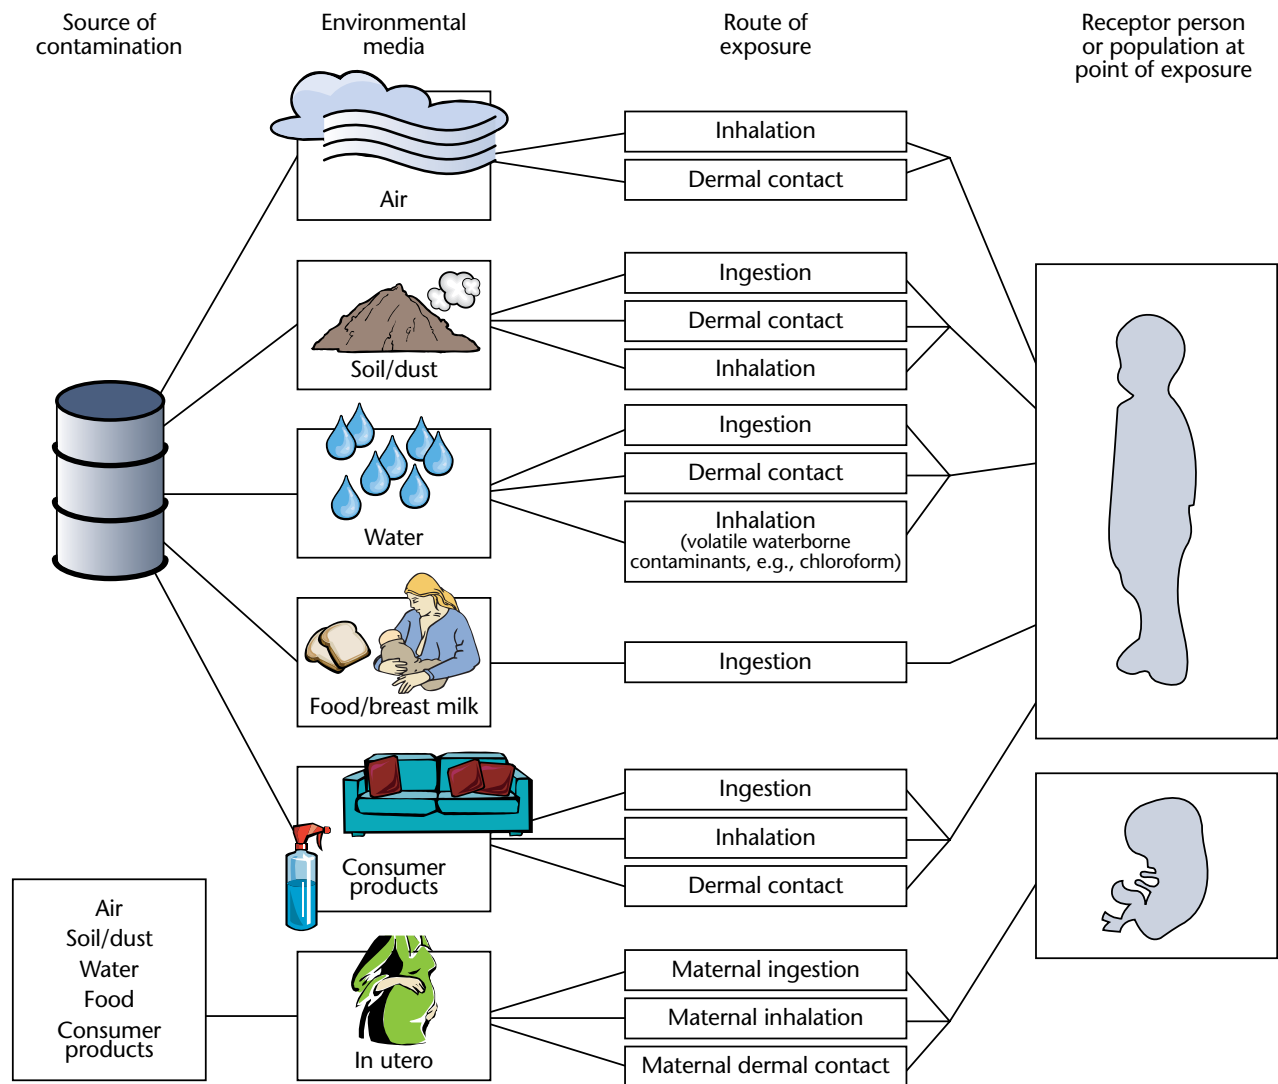 Source of
contamination
Environmental
media
Route of
exposure
Receptor person
or population at
point of exposure
Air
Inhalation
Dermal contact
Soil/dust
Ingestion
Dermal contact
Inhalation
Water
Ingestion
Dermal contact
Inhalation
(volatile waterborne
contaminants, e.g., chloroform)
Food/breast milk
Ingestion
Consumer
products
Ingestion
Inhalation
Dermal contact
Air
Soil/dust
Water
Food
Consumer
products
In utero
Maternal ingestion
Maternal inhalation
Maternal dermal contact